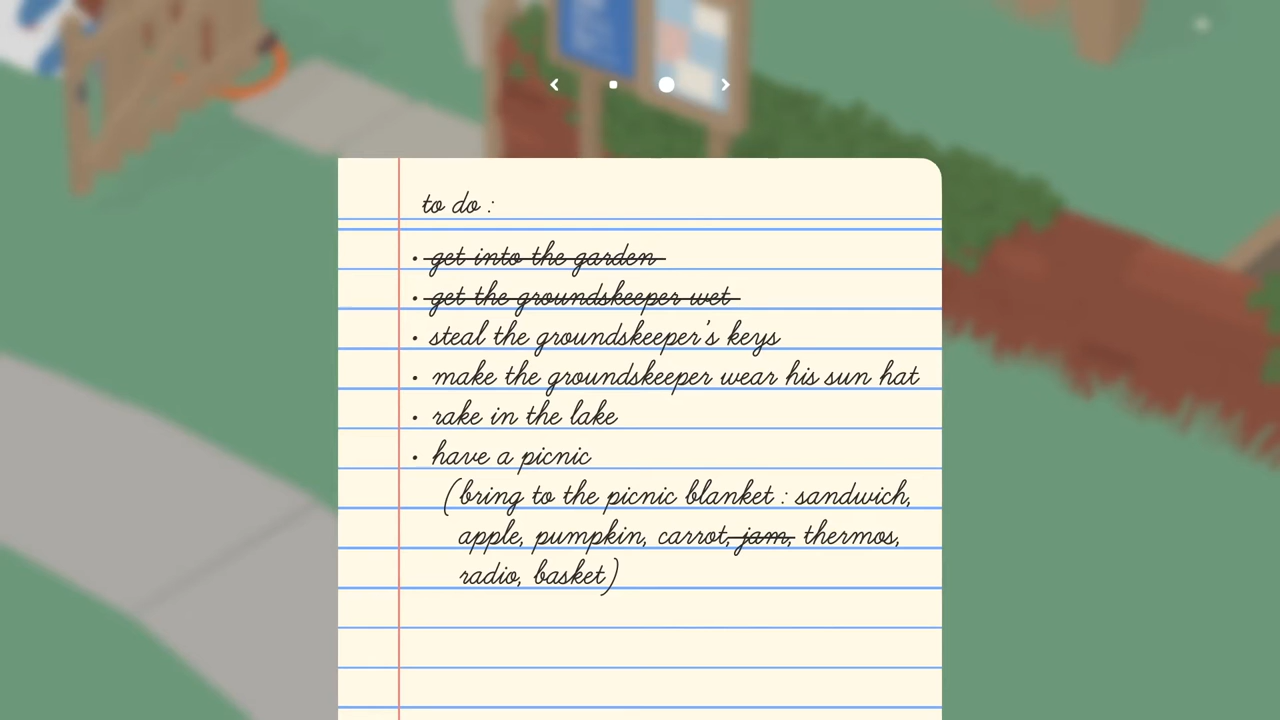 to do :
• get into the garden
• get the groundskeeper wet
• steal the groundskeeper's keys
• make the groundskeeper wear his sun hat
• rake in the lake
• have a picnic
(bring to the picnic blanket : sandwich,
apple, pumpkin, carrot, jam, thermos,
radio, basket)